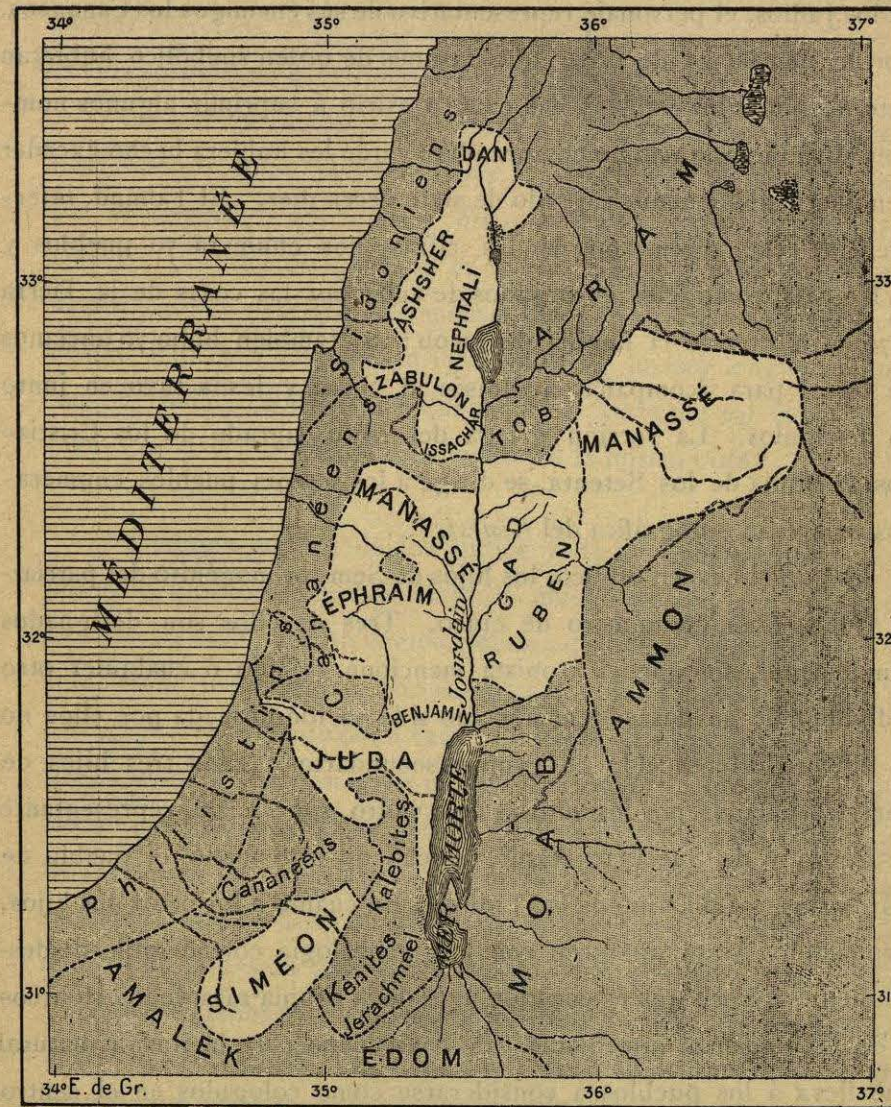 34°
35°
36°
37°
MÉDITERRANÉE
Sidoniens
DAN
ARAM
33°
33
ASHSHER
NEPHTALi
ZABULON
ISSACHAR
TOB
MANASSÉ
Cananéens
MANASSÉ
GAD
RUBEN
ÉPHRAIM
Jourdain
AMMON
32°
32
Philistins
BENJAMIN
JUDA
MER MORTE
MOAB
Cananéens
Kalébites
SIMÉON
Kénites
Jerachméel
AMALEK
31°
31
EDOM
34° E. de Gr.
35°
36°
37°